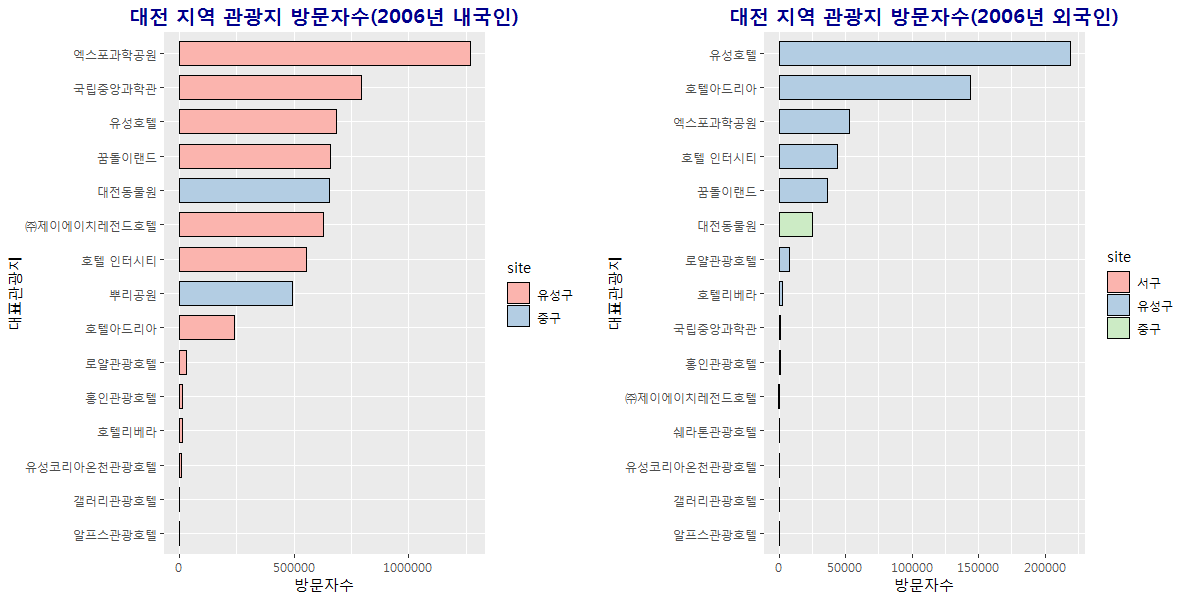 대전 지역 관광지 방문자수(2006년 내국인)
대표관광지
엑스포과학공원
국립중앙과학관
유성호텔
꿈돌이랜드
대전동물원
㈜제이에이치레전드호텔
호텔 인터시티
뿌리공원
호텔아드리아
로얄관광호텔
홍인관광호텔
호텔리베라
유성코리아온천관광호텔
갤러리관광호텔
알프스관광호텔
0 500000 1000000
방문자수
site
유성구
중구
대전 지역 관광지 방문자수(2006년 외국인)
대표관광지
유성호텔
호텔아드리아
엑스포과학공원
호텔 인터시티
꿈돌이랜드
대전동물원
로얄관광호텔
호텔리베라
국립중앙과학관
홍인관광호텔
㈜제이에이치레전드호텔
쉐라톤관광호텔
유성코리아온천관광호텔
갤러리관광호텔
알프스관광호텔
0 50000 100000 150000 200000
방문자수
site
서구
유성구
중구